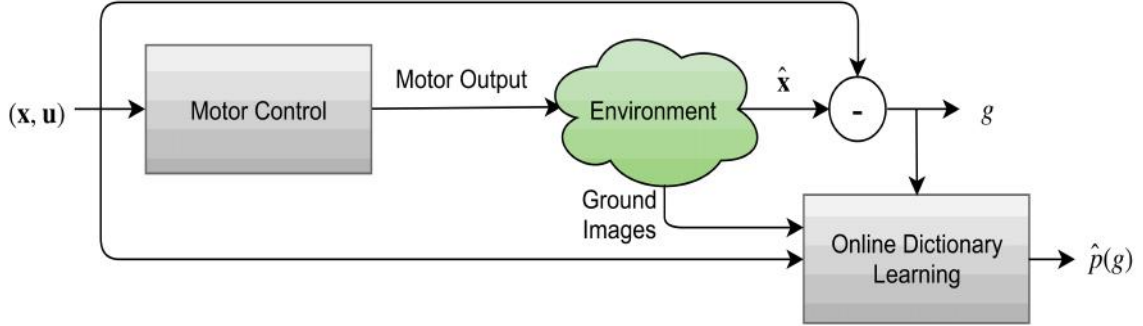 (x, u)
Motor Control
Motor Output
Environment
x̂
-
g
Ground
Images
Online Dictionary
Learning
p̂(g)